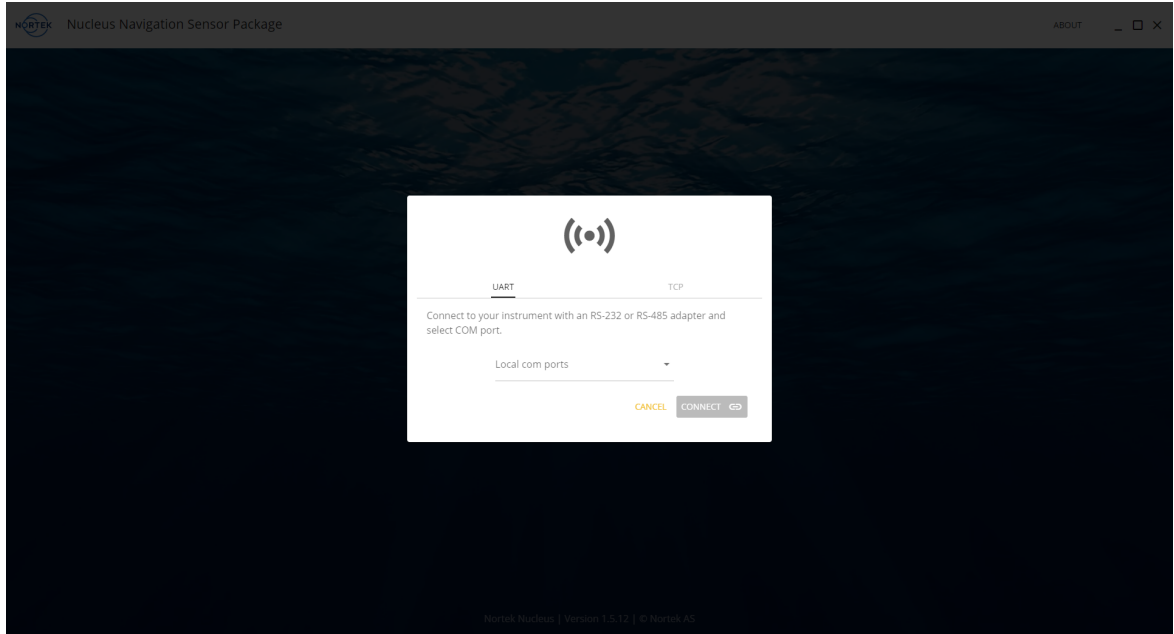 NORTEK
Nucleus Navigation Sensor Package
ABOUT
UART
TCP
Connect to your instrument with an RS-232 or RS-485 adapter and
select COM port.
Local com ports
CANCEL
CONNECT
Nortek Nucleus | Version 1.5.12 | © Nortek AS